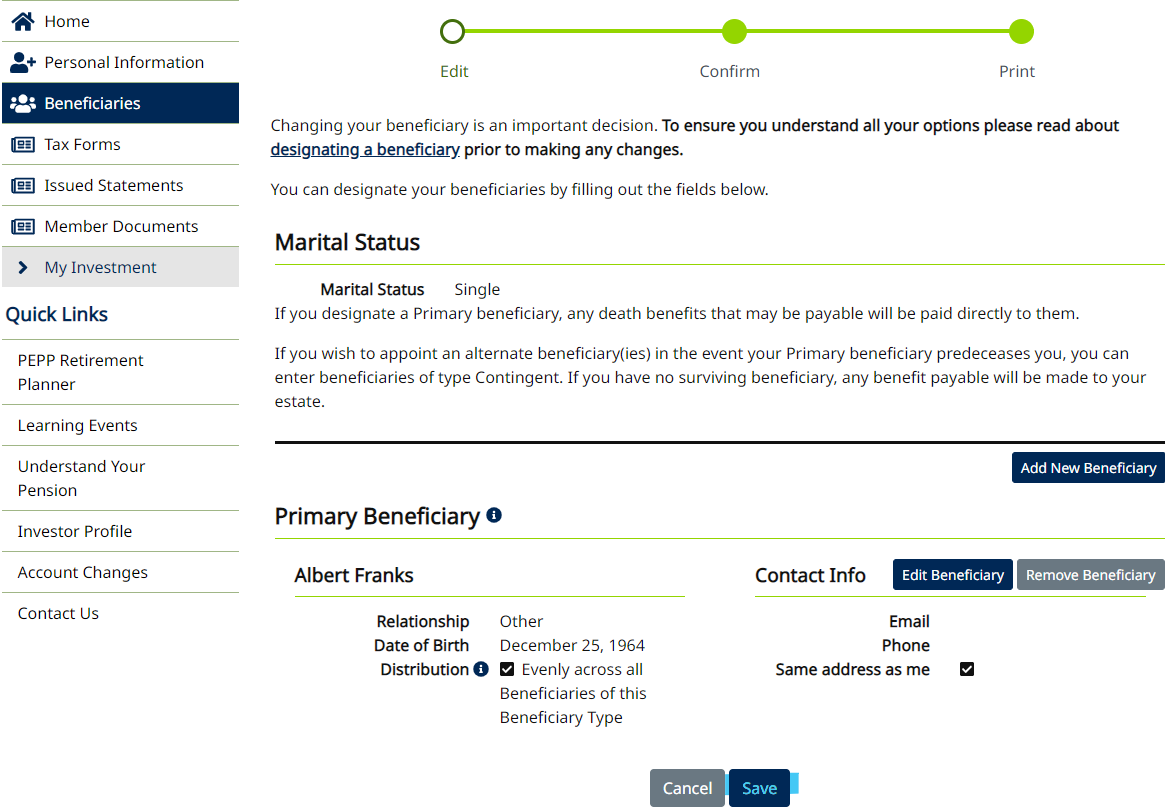 Home
Personal Information
Beneficiaries
Tax Forms
Issued Statements
Member Documents
My Investment
Quick Links
PEPP Retirement
Planner
Learning Events
Understand Your
Pension
Investor Profile
Account Changes
Contact Us
Edit
Confirm
Print
Changing your beneficiary is an important decision. To ensure you understand all your options please read about
designating a beneficiary prior to making any changes.
You can designate your beneficiaries by filling out the fields below.
Marital Status
Marital Status Single
If you designate a Primary beneficiary, any death benefits that may be payable will be paid directly to them.
If you wish to appoint an alternate beneficiary(ies) in the event your Primary beneficiary predeceases you, you can
enter beneficiaries of type Contingent. If you have no surviving beneficiary, any benefit payable will be made to your
estate.
Add New Beneficiary
Primary Beneficiary
Albert Franks
Relationship Other
Date of Birth December 25, 1964
Distribution Evenly across all
Beneficiaries of this
Beneficiary Type
Contact Info
Edit Beneficiary
Remove Beneficiary
Email
Phone
Same address as me
Cancel
Save